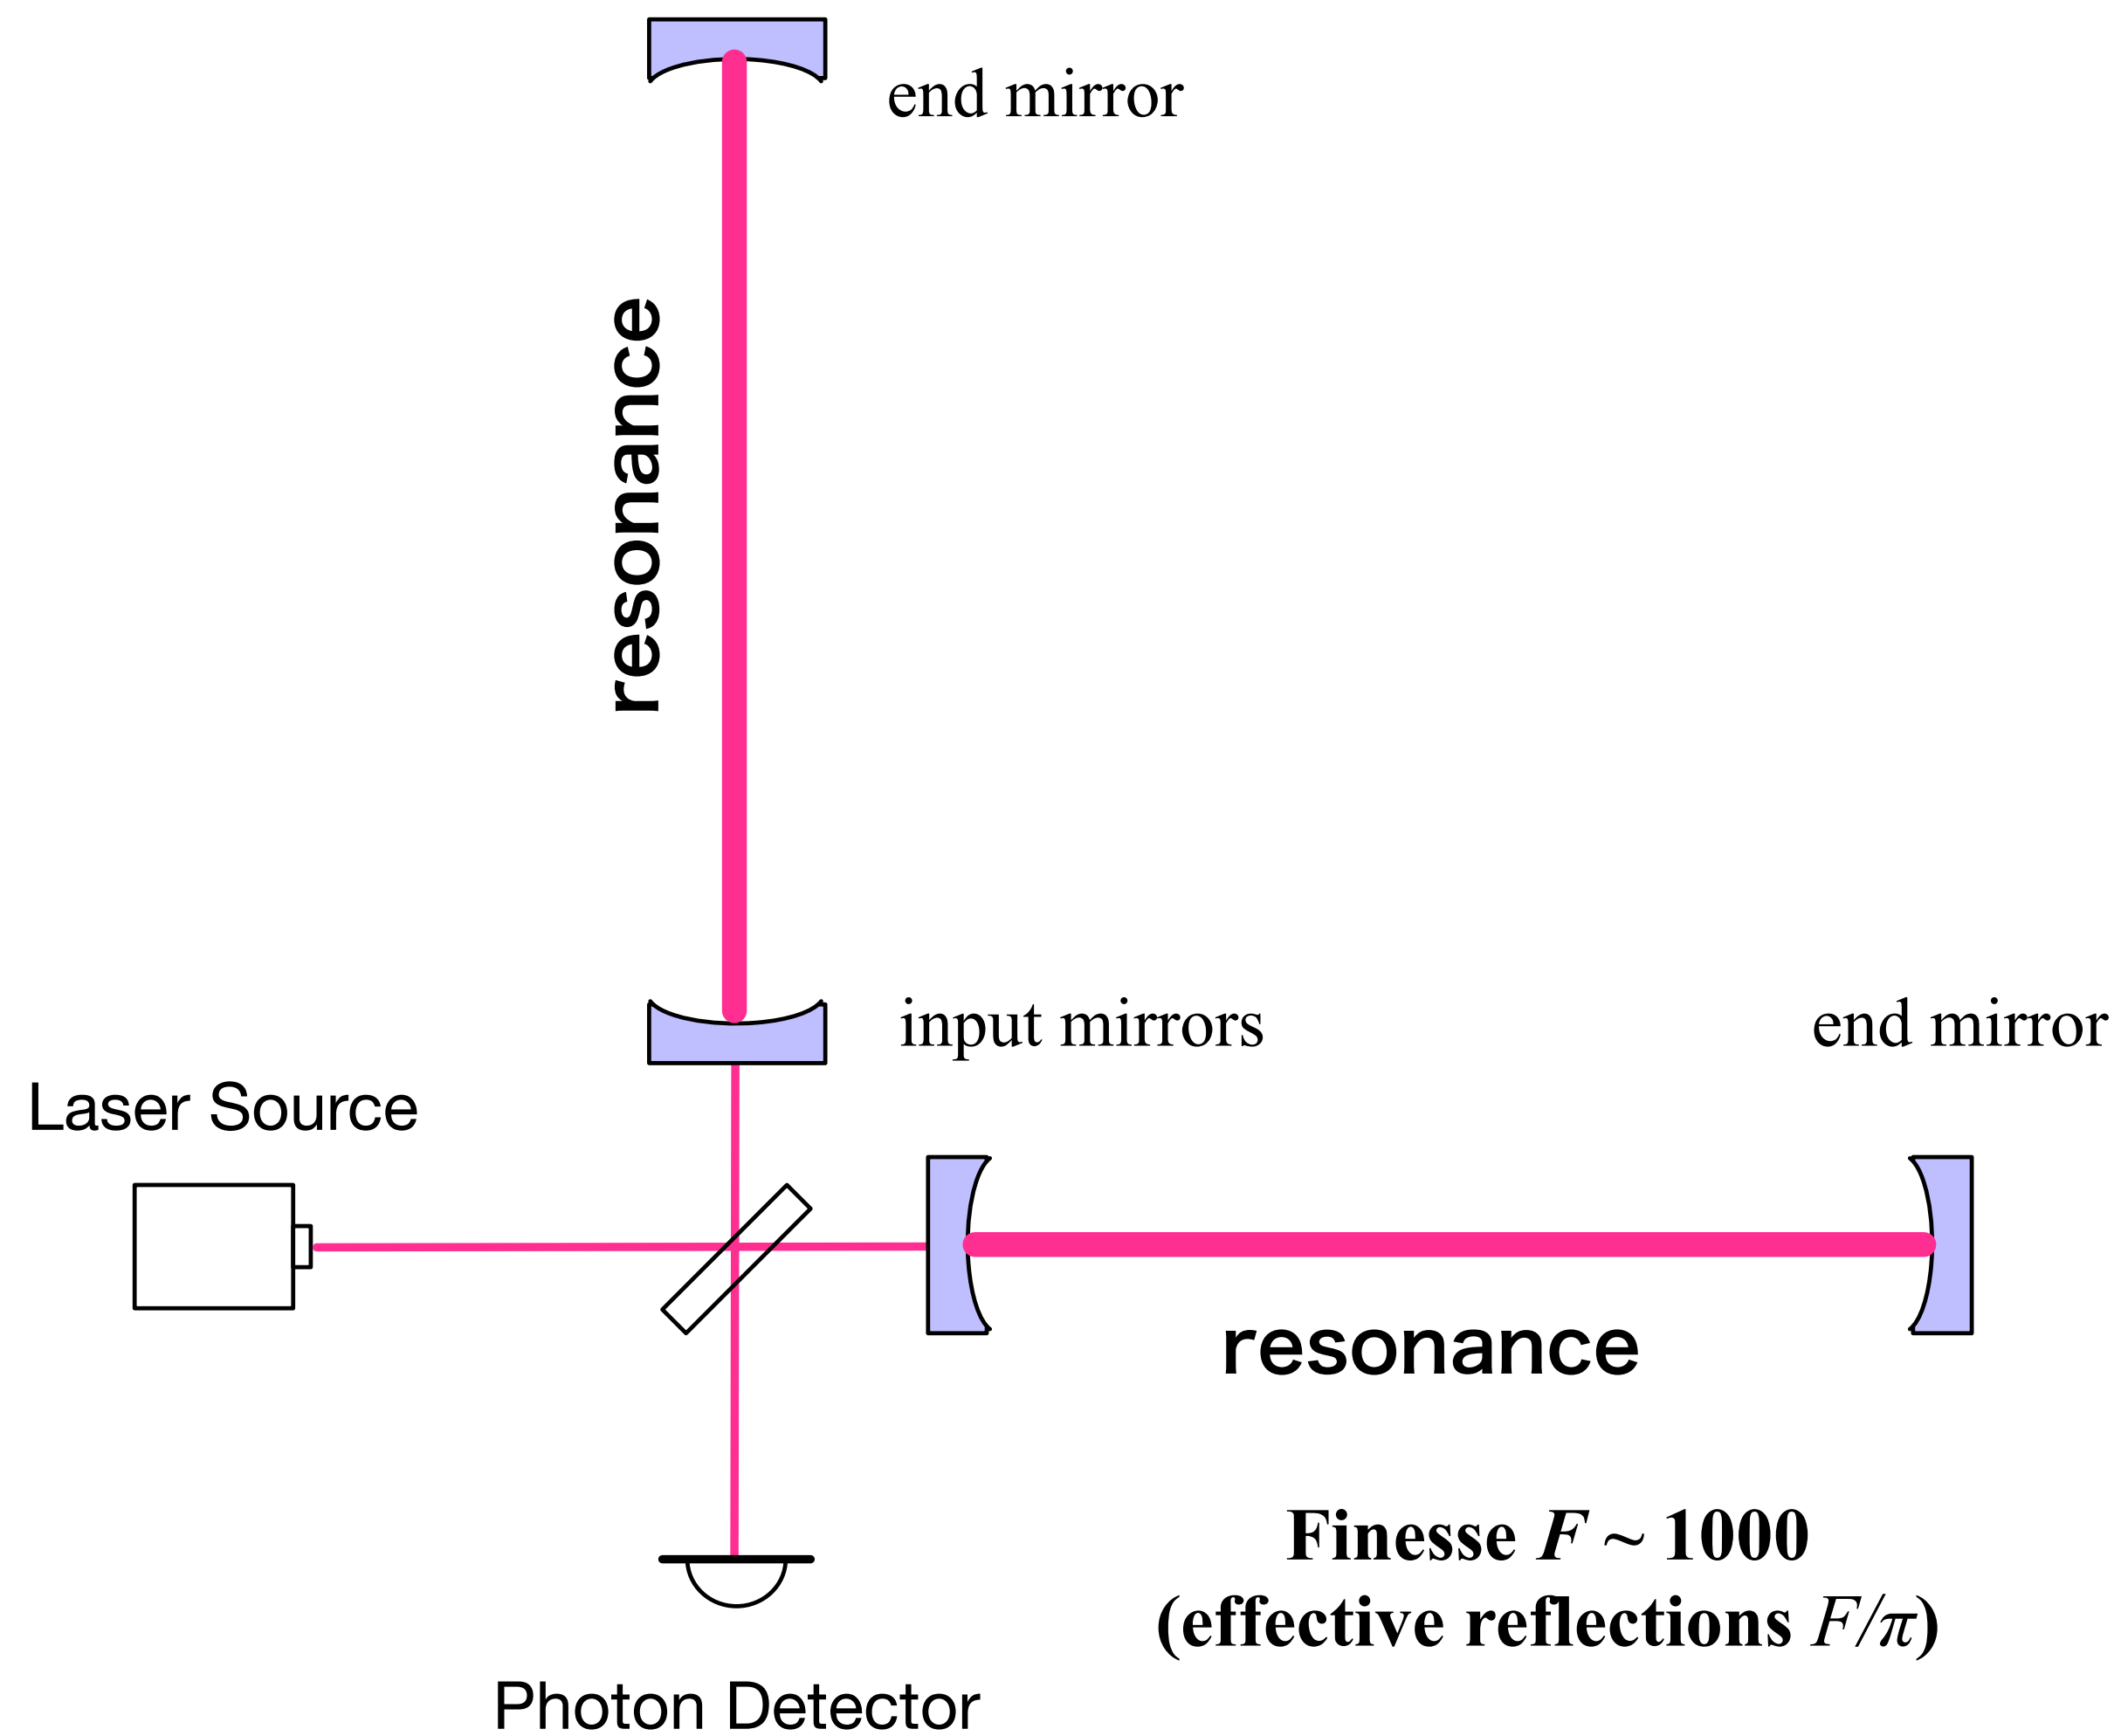 end mirror
resonance
input mirrors
end mirror
Laser Source
resonance
Finesse F ~ 1000
(effective reflections F/π)
Photon Detector